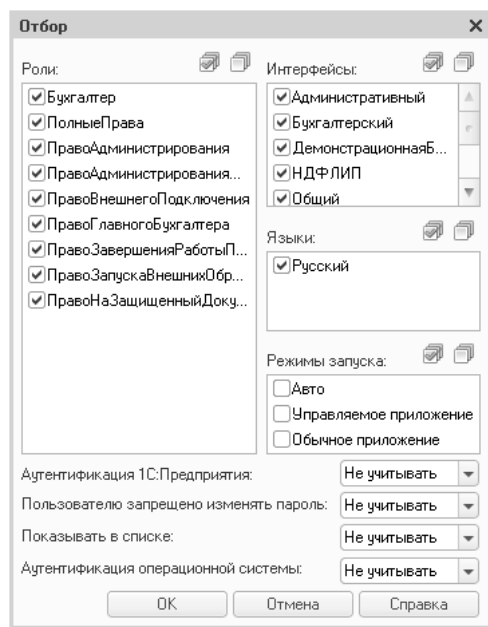 Отбор
Роли:
Бухгалтер
ПолныеПрава
ПравоАдминистрирования
ПравоАдминистрирования...
ПравоВнешнегоПодключения
ПравоГлавногоБухгалтера
ПравоЗавершенияРаботыП...
ПравоЗапускаВнешнихОбр...
ПравоНаЗащищенныйДоку...
Интерфейсы:
Административный
Бухгалтерский
ДемонстрационнаяБ...
НДФЛИП
Общий
Языки:
Русский
Режимы запуска:
Авто
Управляемое приложение
Обычное приложение
Аутентификация 1С:Предприятия: Не учитывать
Пользователю запрещено изменять пароль: Не учитывать
Показывать в списке: Не учитывать
Аутентификация операционной системы: Не учитывать
OK Отмена Справка